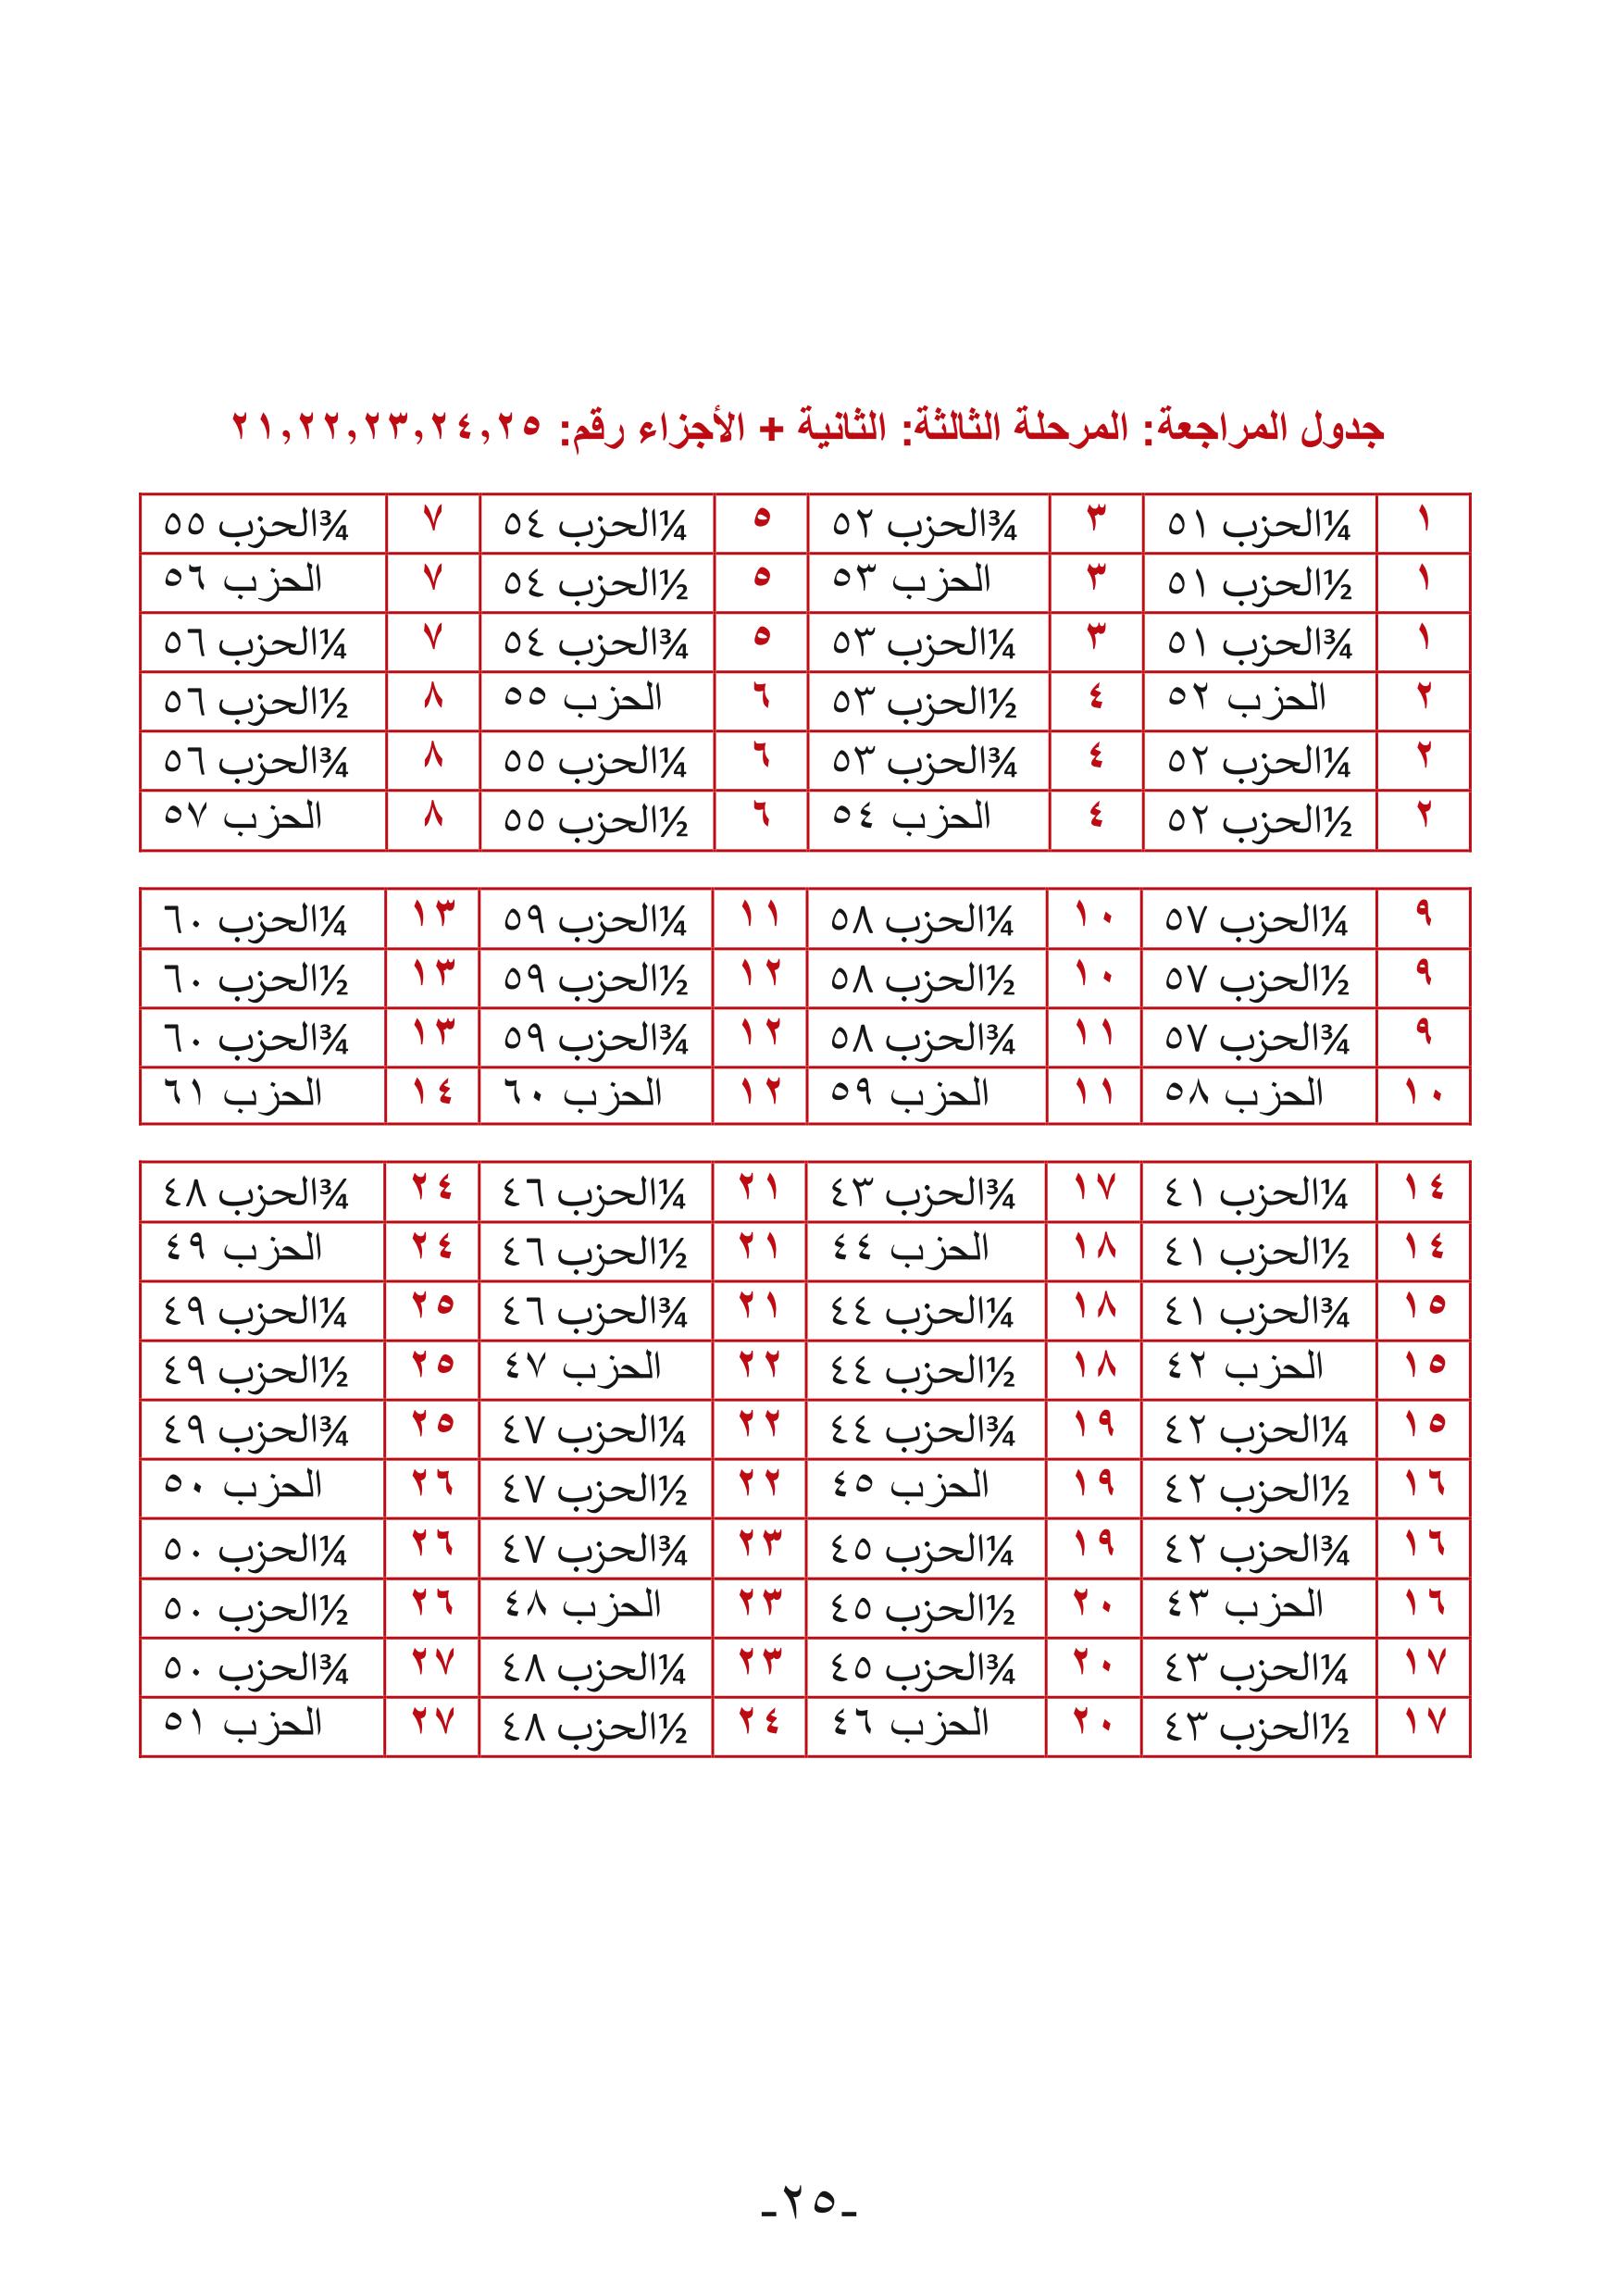 جدول المراجعة: المرحلة الثالثة: الثانية + الأجزاء رقم: ٢١,٢٢,٢٣,٢٤,٢٥
١ ¼الحزب ٥١ ٣ ¾الحزب ٥٢ ٥ ¼الحزب ٥٤ ٧ ¾الحزب ٥٥
١ ½الحزب ٥١ ٣ الحزب ٥٣ ٥ ½الحزب ٥٤ ٧ الحزب ٥٦
١ ¾الحزب ٥١ ٣ ¼الحزب ٥٣ ٥ ¾الحزب ٥٤ ٧ ¼الحزب ٥٦
٢ الحزب ٥٢ ٤ ½الحزب ٥٣ ٦ الحزب ٥٥ ٨ ½الحزب ٥٦
٢ ¼الحزب ٥٢ ٤ ¾الحزب ٥٣ ٦ ¼الحزب ٥٥ ٨ ¾الحزب ٥٦
٢ ½الحزب ٥٢ ٤ الحزب ٥٤ ٦ ½الحزب ٥٥ ٨ الحزب ٥٧
٩ ¼الحزب ٥٧ ١٠ ¼الحزب ٥٨ ١١ ¼الحزب ٥٩ ١٣ ¼الحزب ٦٠
٩ ½الحزب ٥٧ ١٠ ½الحزب ٥٨ ١٢ ½الحزب ٥٩ ١٣ ½الحزب ٦٠
٩ ¾الحزب ٥٧ ١١ ¾الحزب ٥٨ ١٢ ¾الحزب ٥٩ ١٣ ¾الحزب ٦٠
١٠ الحزب ٥٨ ١١ الحزب ٥٩ ١٢ الحزب ٦٠ ١٤ الحزب ٦١
١٤ ¼الحزب ٤١ ١٧ ¾الحزب ٤٣ ٢١ ¼الحزب ٤٦ ٢٤ ¾الحزب ٤٨
١٤ ½الحزب ٤١ ١٨ الحزب ٤٤ ٢١ ½الحزب ٤٦ ٢٤ الحزب ٤٩
١٥ ¾الحزب ٤١ ١٨ ¼الحزب ٤٤ ٢١ ¾الحزب ٤٦ ٢٥ ¼الحزب ٤٩
١٥ الحزب ٤٢ ١٨ ½الحزب ٤٤ ٢٢ الحزب ٤٧ ٢٥ ½الحزب ٤٩
١٥ ¼الحزب ٤٢ ١٩ ¾الحزب ٤٤ ٢٢ ¼الحزب ٤٧ ٢٥ ¾الحزب ٤٩
١٦ ½الحزب ٤٢ ١٩ الحزب ٤٥ ٢٢ ½الحزب ٤٧ ٢٦ الحزب ٥٠
١٦ ¾الحزب ٤٢ ١٩ ¼الحزب ٤٥ ٢٣ ¾الحزب ٤٧ ٢٦ ¼الحزب ٥٠
١٦ الحزب ٤٣ ٢٠ ½الحزب ٤٥ ٢٣ الحزب ٤٨ ٢٦ ½الحزب ٥٠
١٧ ¼الحزب ٤٣ ٢٠ ¾الحزب ٤٥ ٢٣ ¼الحزب ٤٨ ٢٧ ¾الحزب ٥٠
١٧ ½الحزب ٤٣ ٢٠ الحزب ٤٦ ٢٤ ½الحزب ٤٨ ٢٧ الحزب ٥١
-٢٥-